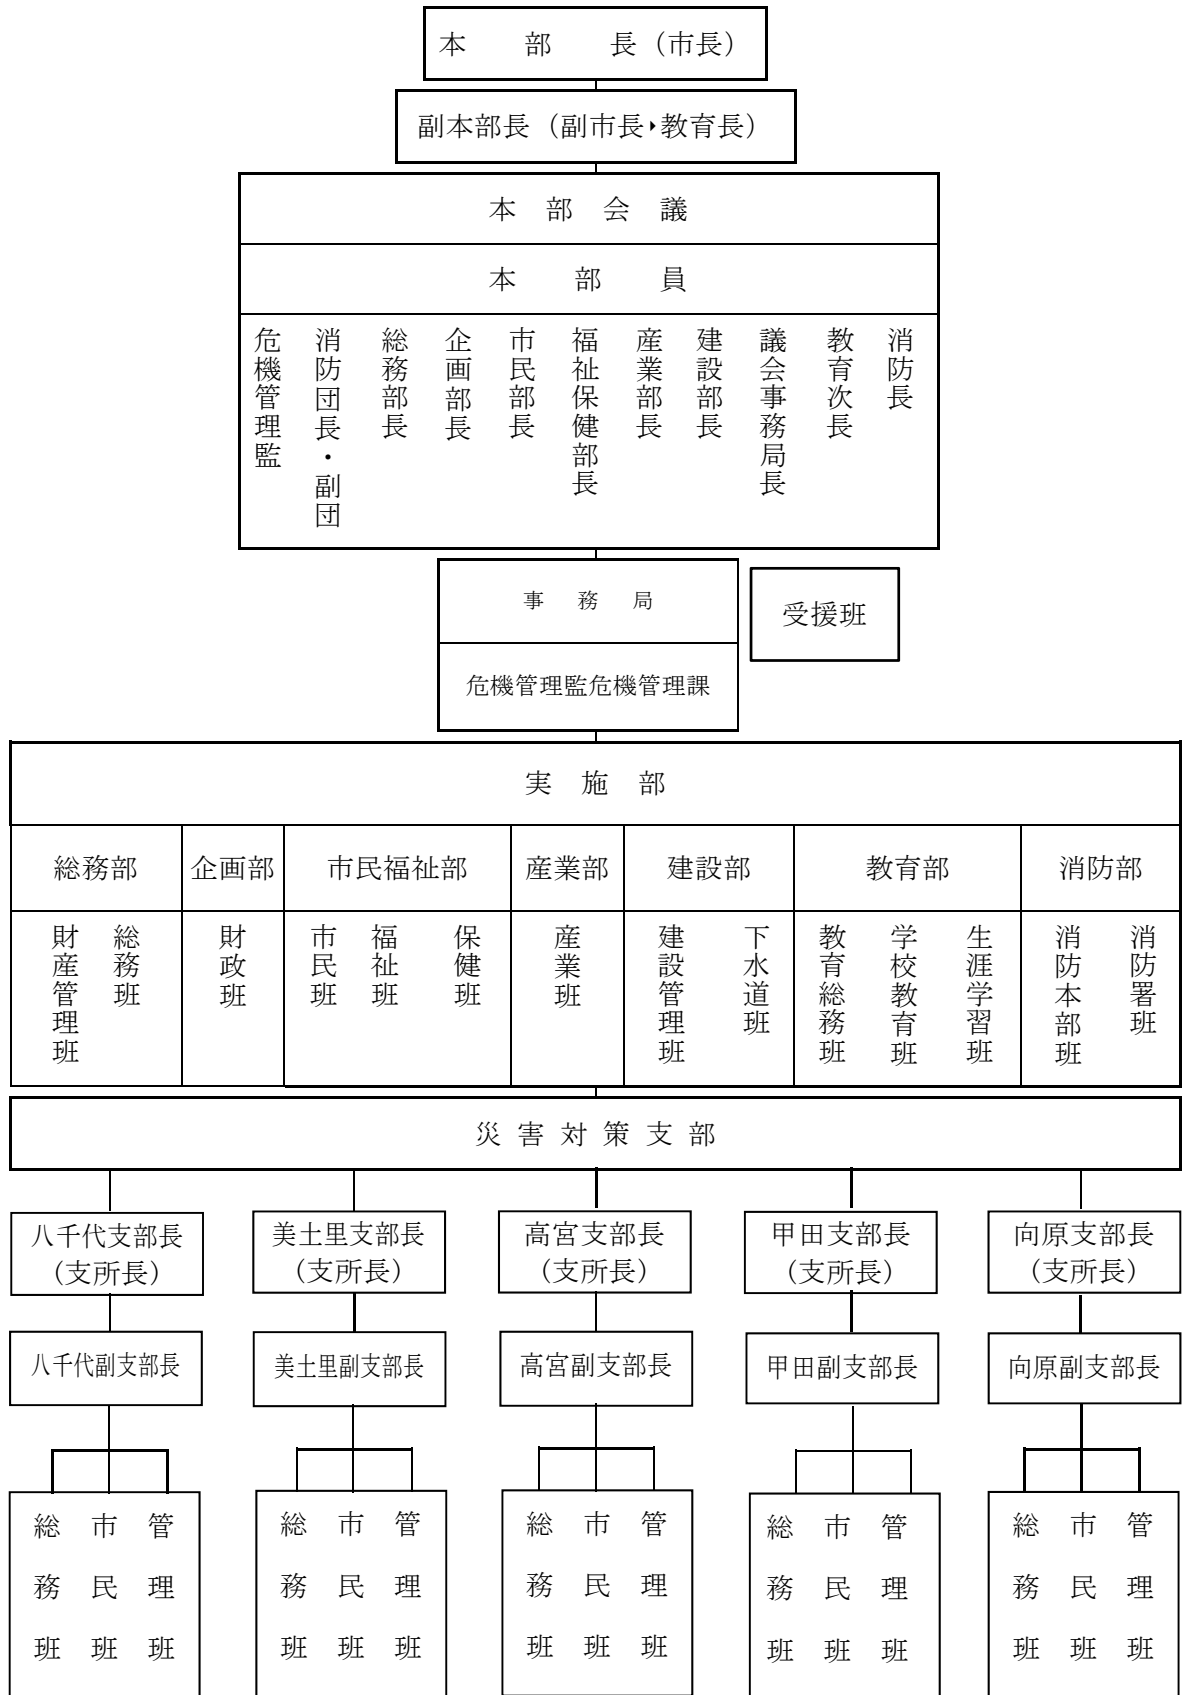 本部長（市長）
副本部長（副市長・教育長）
本部会議
本部員
危機管理監
消防団長・副団
総務部長
企画部長
市民部長
福祉保健部長
産業部長
建設部長
議会事務局長
教育次長
消防長
事務局
危機管理監危機管理課
受援班
実施部
総務部
企画部
市民福祉部
産業部
建設部
教育部
消防部
財産管理班
総務班
財政班
市民班
福祉班
保健班
産業班
建設管理班
下水道班
教育総務班
学校教育班
生涯学習班
消防本部班
消防署班
災害対策支部
八千代支部長
（支所長）
美土里支部長
（支所長）
高宮支部長
（支所長）
甲田支部長
（支所長）
向原支部長
（支所長）
八千代副支部長
美土里副支部長
高宮副支部長
甲田副支部長
向原副支部長
総務班
市民班
管理班
総務班
市民班
管理班
総務班
市民班
管理班
総務班
市民班
管理班
総務班
市民班
管理班